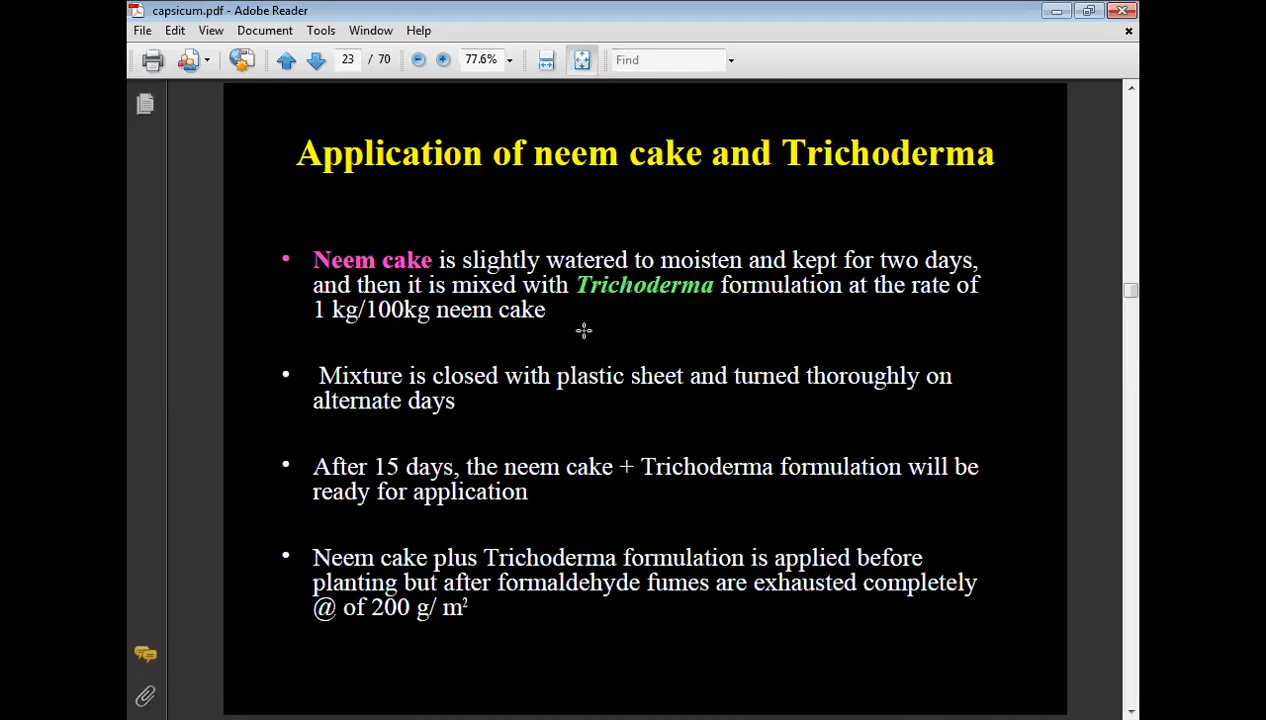 capsicum.pdf - Adobe Reader
File Edit View Document Tools Window Help
23 / 70 77.6% Find
Application of neem cake and Trichoderma
• Neem cake is slightly watered to moisten and kept for two days,
and then it is mixed with Trichoderma formulation at the rate of
1 kg/100kg neem cake
• Mixture is closed with plastic sheet and turned thoroughly on
alternate days
• After 15 days, the neem cake + Trichoderma formulation will be
ready for application
• Neem cake plus Trichoderma formulation is applied before
planting but after formaldehyde fumes are exhausted completely
@ of 200 g/ m²